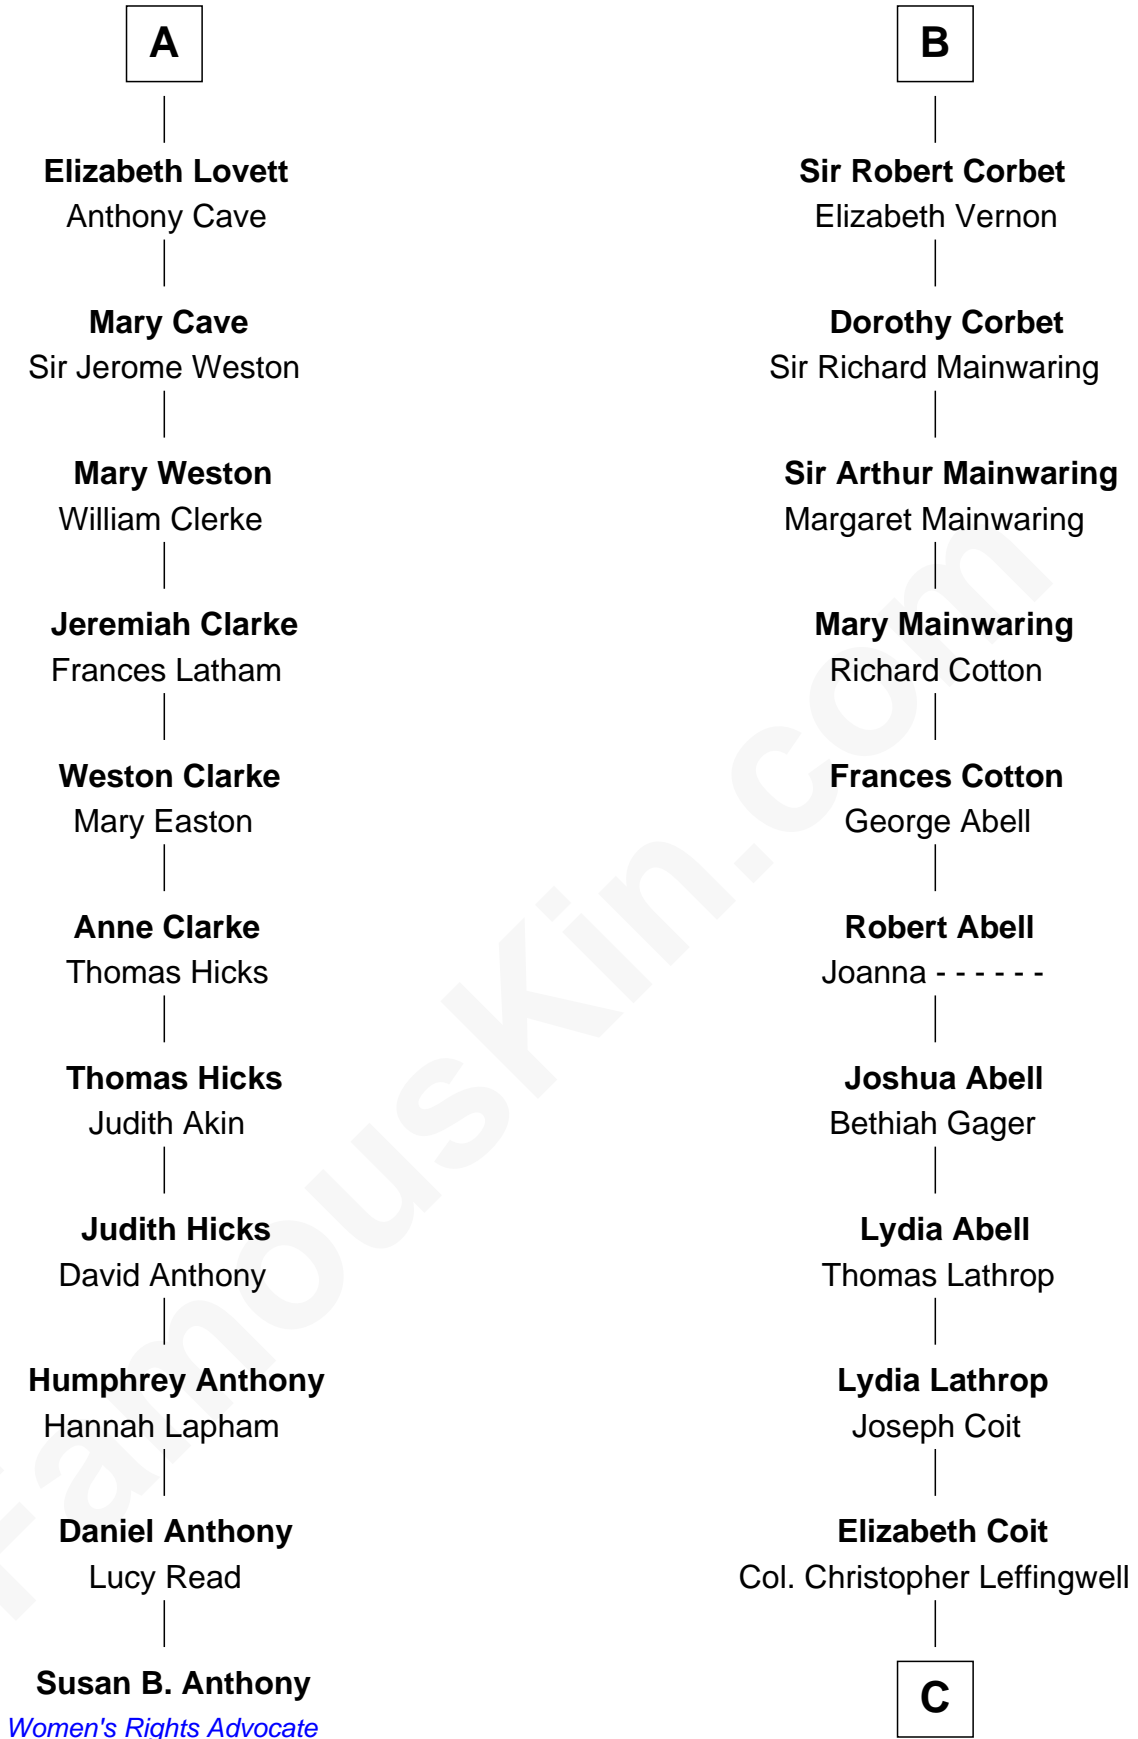 A
Elizabeth Lovett
Anthony Cave
Mary Cave
Sir Jerome Weston
Mary Weston
William Clerke
Jeremiah Clarke
Frances Latham
Weston Clarke
Mary Easton
Anne Clarke
Thomas Hicks
Thomas Hicks
Judith Akin
Judith Hicks
David Anthony
Humphrey Anthony
Hannah Lapham
Daniel Anthony
Lucy Read
Susan B. Anthony
Women's Rights Advocate
B
Sir Robert Corbet
Elizabeth Vernon
Dorothy Corbet
Sir Richard Mainwaring
Sir Arthur Mainwaring
Margaret Mainwaring
Mary Mainwaring
Richard Cotton
Frances Cotton
George Abell
Robert Abell
Joanna - - - - - -
Joshua Abell
Bethiah Gager
Lydia Abell
Thomas Lathrop
Lydia Lathrop
Joseph Coit
Elizabeth Coit
Col. Christopher Leffingwell
C
FamousKin.com